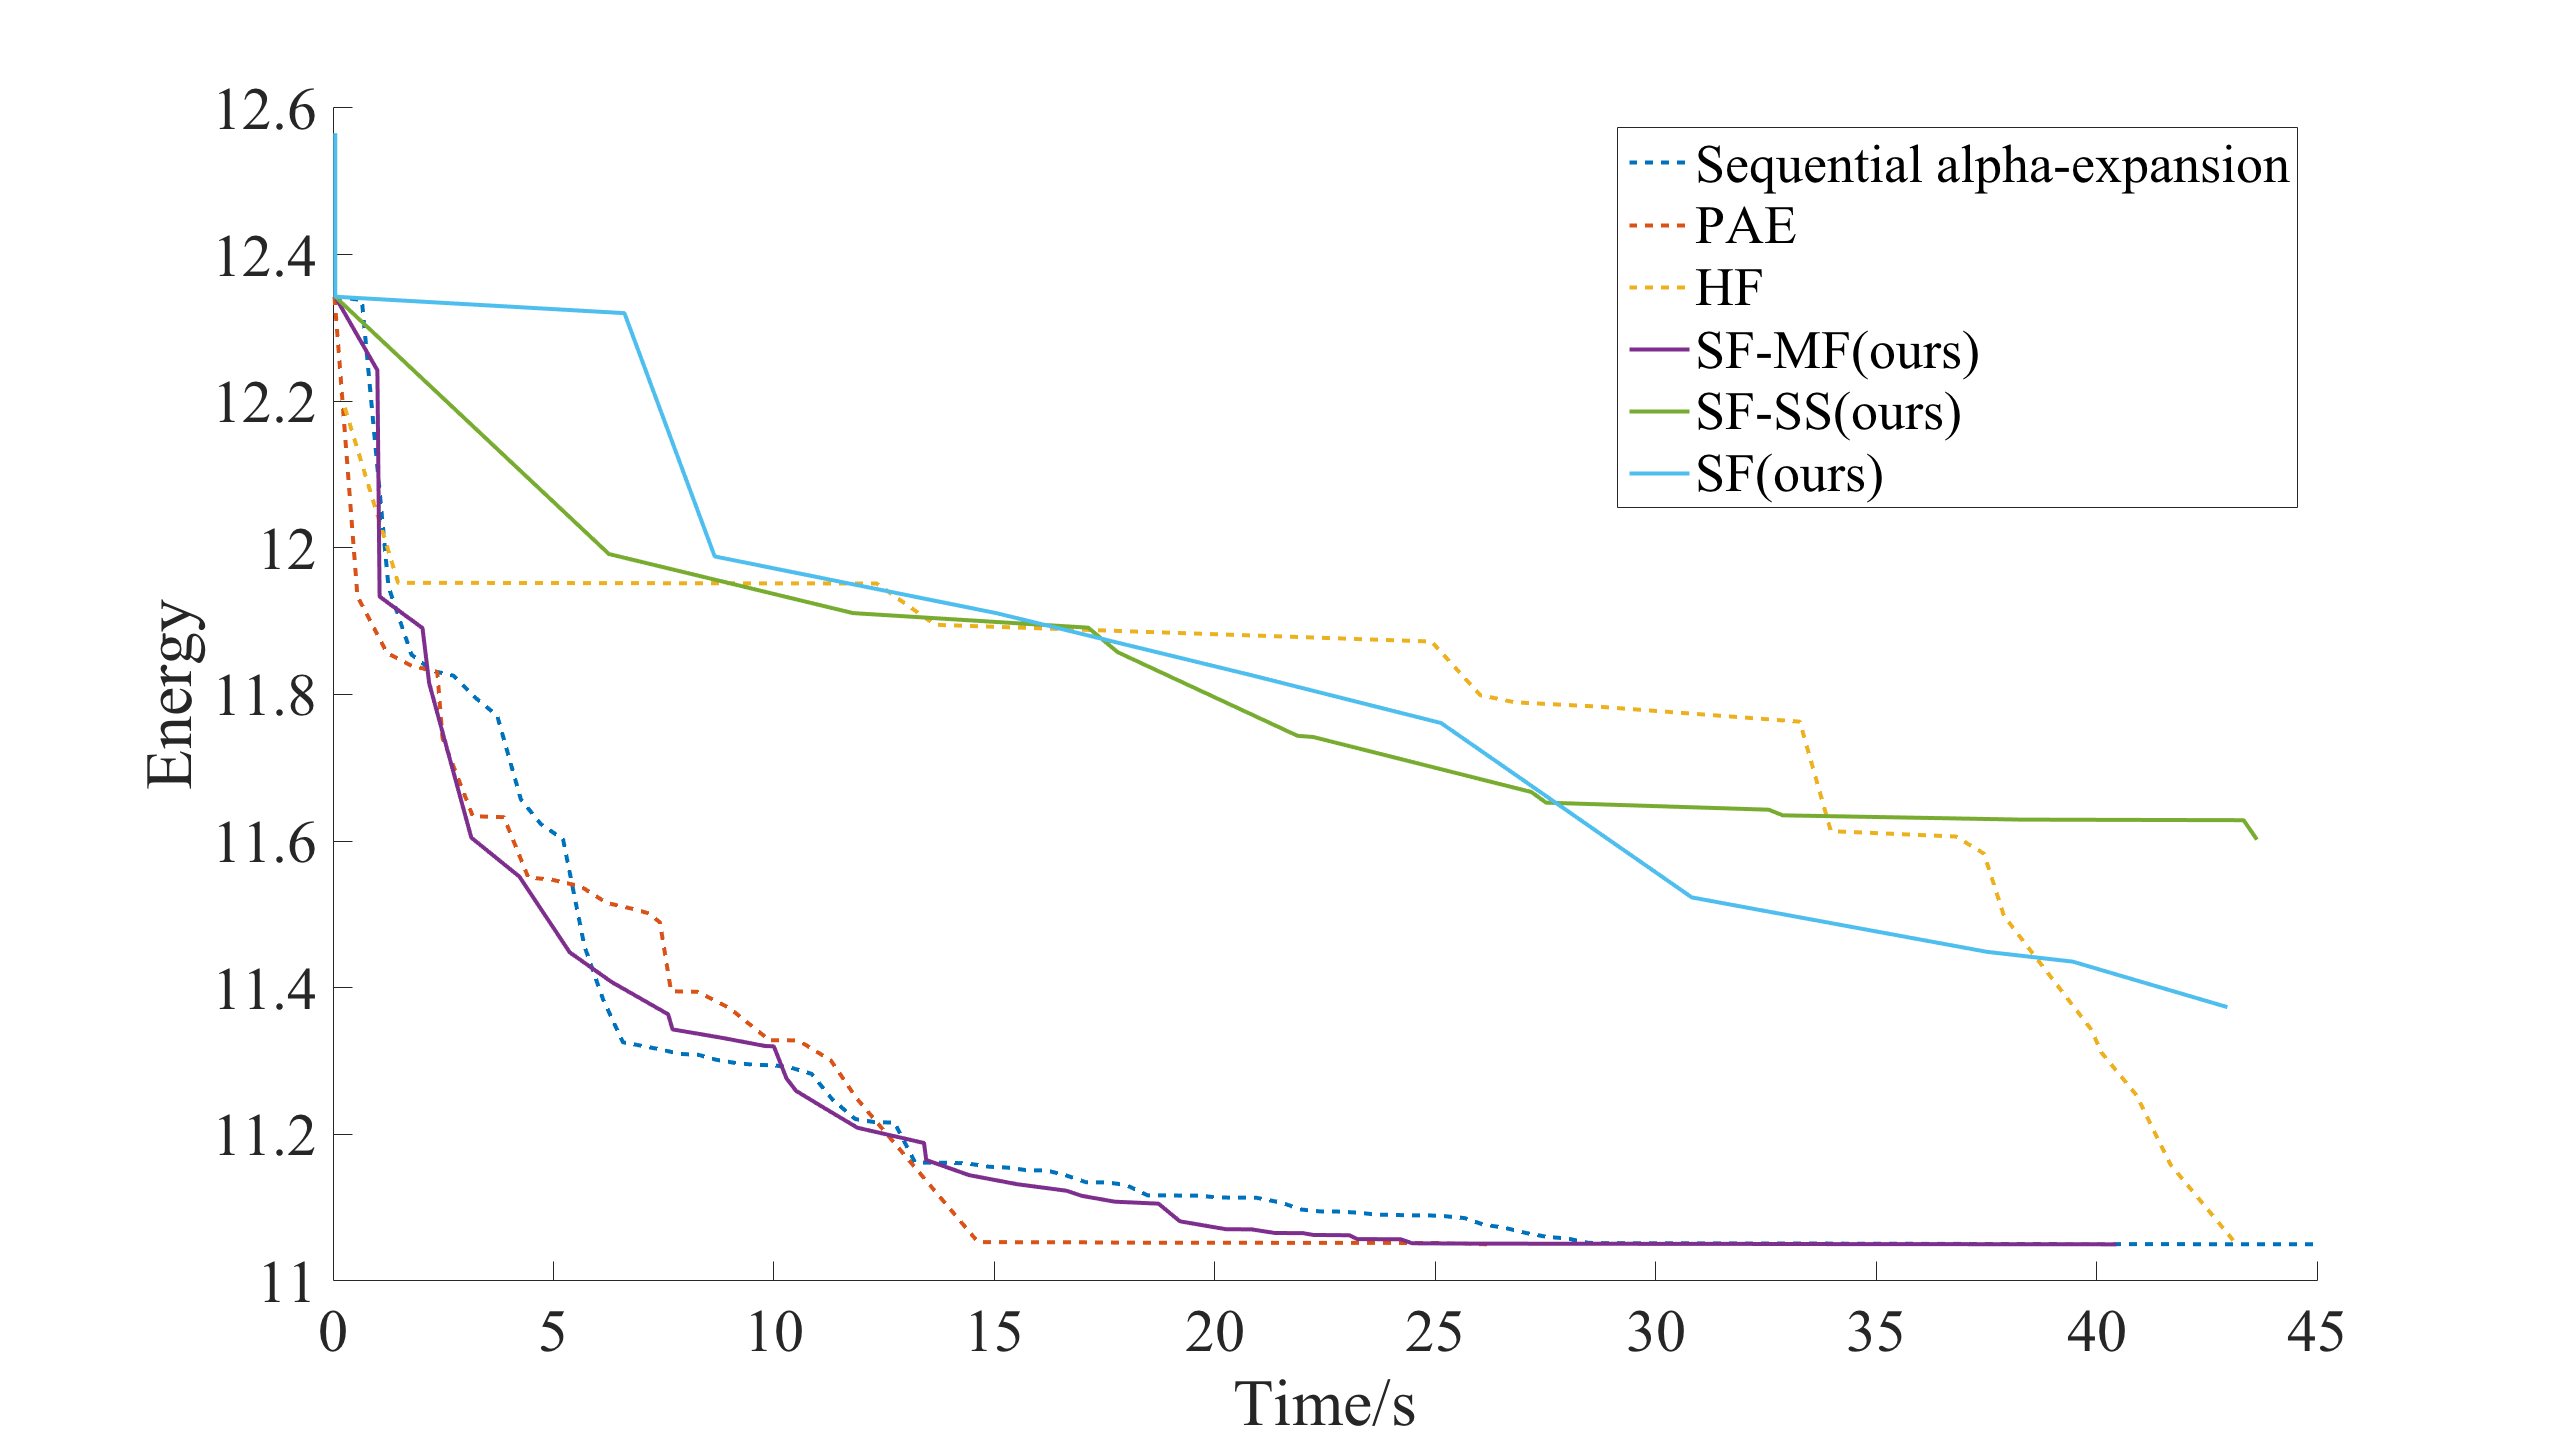 12.6
12.4
12.2
12
11.8
11.6
11.4
11.2
11
Energy
0 5 10 15 20 25 30 35 40 45
Time/s
Sequential alpha-expansion
PAE
HF
SF-MF(ours)
SF-SS(ours)
SF(ours)